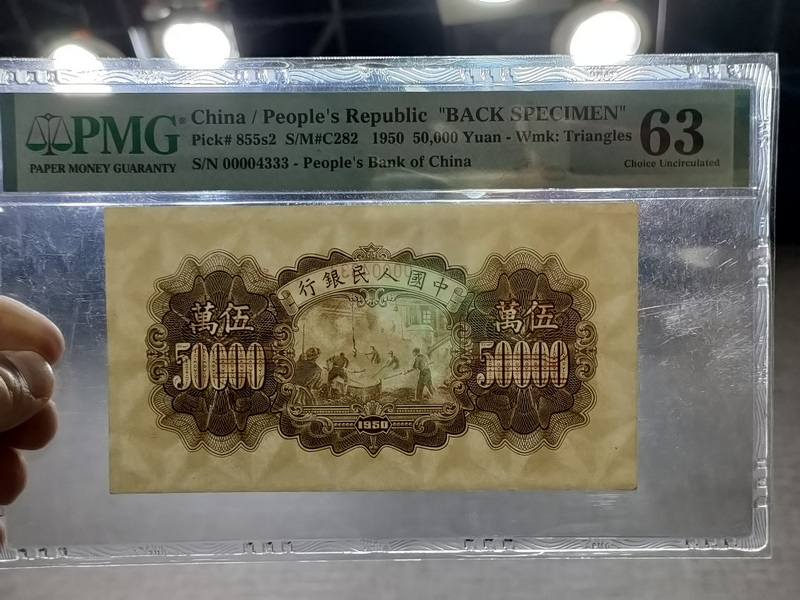 PMG®
PAPER MONEY GUARANTY
China / People's Republic "BACK SPECIMEN"
Pick# 855s2 S/M#C282 1950 50,000 Yuan - Wmk: Triangles
S/N 00004333 - People's Bank of China
63
Choice Uncirculated
行銀民人國中
萬伍
萬伍
50000
50000
1950